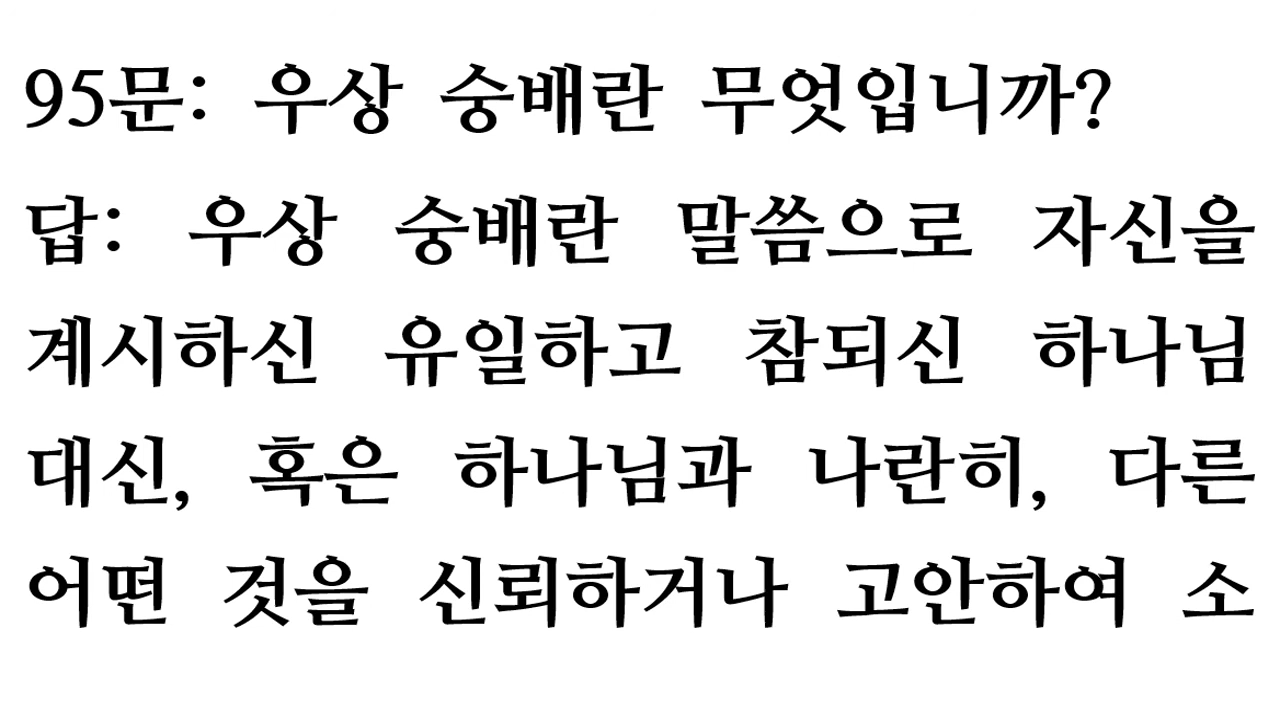 95문: 우상 숭배란 무엇입니까?
답: 우상 숭배란 말씀으로 자신을
계시하신 유일하고 참되신 하나님
대신, 혹은 하나님과 나란히, 다른
어떤 것을 신뢰하거나 고안하여 소